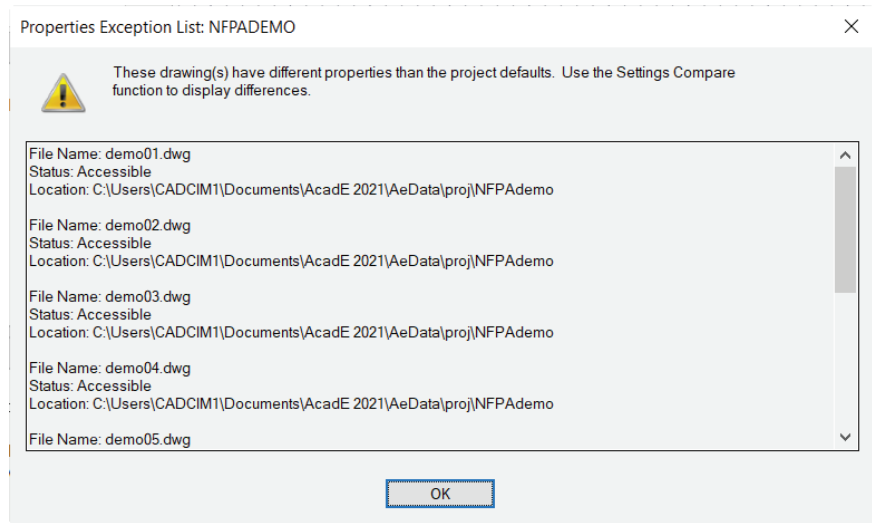 Properties Exception List: NFPADEMO
These drawing(s) have different properties than the project defaults.  Use the Settings Compare
function to display differences.
File Name: demo01.dwg
Status: Accessible
Location: C:\Users\CADCIM1\Documents\AcadE 2021\AeData\proj\NFPAdemo
File Name: demo02.dwg
Status: Accessible
Location: C:\Users\CADCIM1\Documents\AcadE 2021\AeData\proj\NFPAdemo
File Name: demo03.dwg
Status: Accessible
Location: C:\Users\CADCIM1\Documents\AcadE 2021\AeData\proj\NFPAdemo
File Name: demo04.dwg
Status: Accessible
Location: C:\Users\CADCIM1\Documents\AcadE 2021\AeData\proj\NFPAdemo
File Name: demo05.dwg
OK